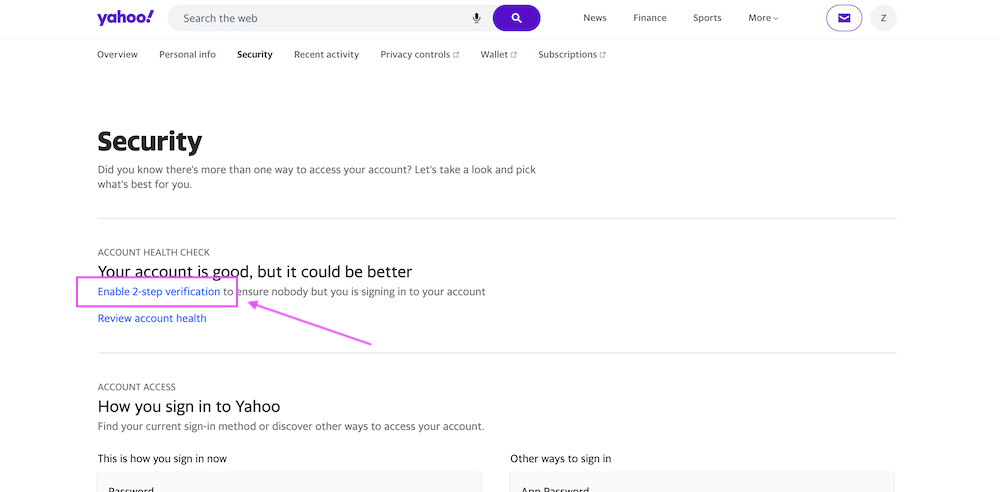 yahoo!
Search the web
News Finance Sports More
Z
Overview Personal info Security Recent activity Privacy controls Wallet Subscriptions
Security
Did you know there's more than one way to access your account? Let's take a look and pick
what's best for you.
ACCOUNT HEALTH CHECK
Your account is good, but it could be better
Enable 2-step verification to ensure nobody but you is signing in to your account
Review account health
ACCOUNT ACCESS
How you sign in to Yahoo
Find your current sign-in method or discover other ways to access your account.
This is how you sign in now
Other ways to sign in
Password
App Password